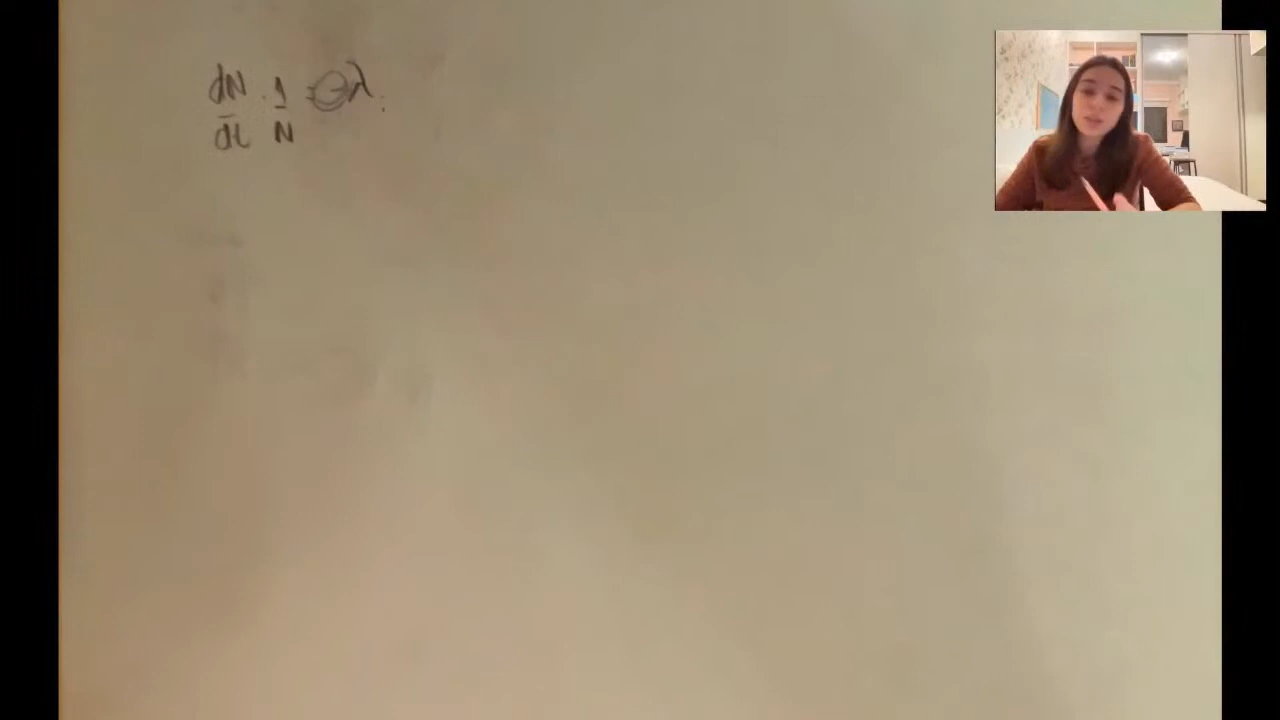 dN/dt · 1/N = -λ